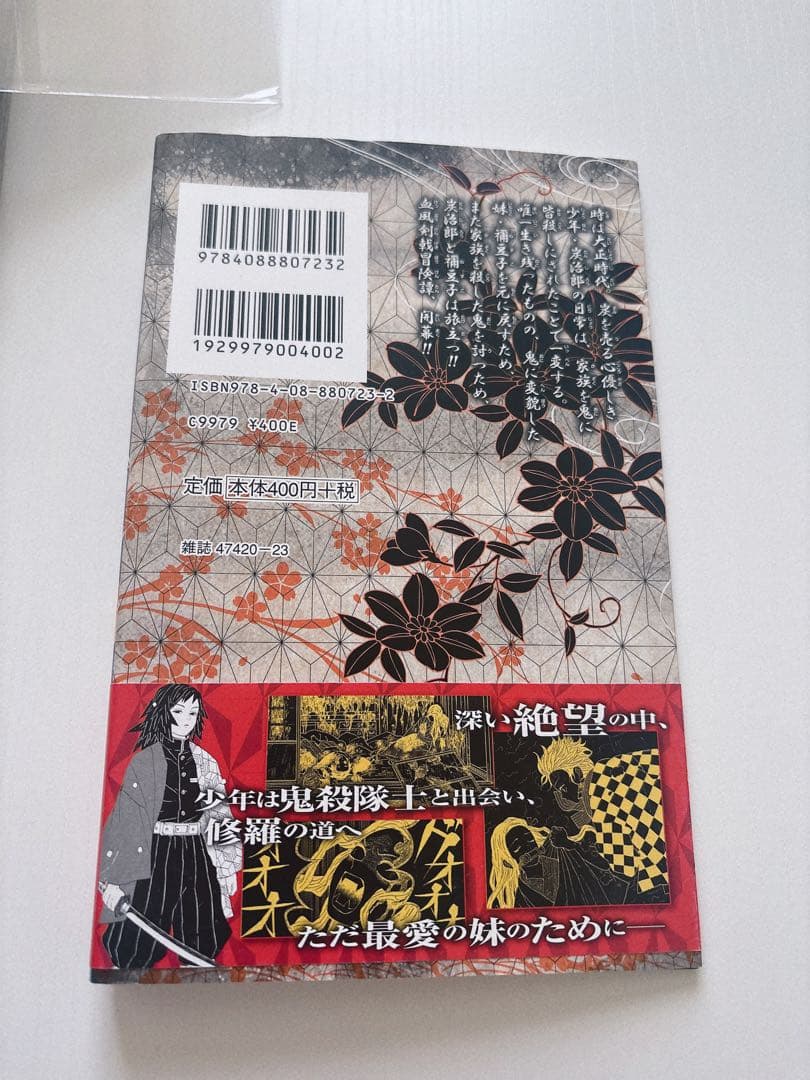 9784088807232
1929979004002
ISBN978-4-08-880723-2
C9979 ¥400E
定価 本体400円+税
雑誌 47420-23
時は大正時代。炭を売る心優しき
少年・炭治郎の日常は、家族を鬼に
皆殺しにされたことで一変する。
唯一生き残ったものの、鬼に変貌した
妹・禰豆子を元に戻すため、
また家族を殺した鬼を討つため、
炭治郎と禰豆子は旅立つ!!
血風剣戟冒険譚、開幕!!
深い絶望の中、
少年は鬼殺隊士と出会い、
修羅の道へ
オオオ
グオオオ
ただ最愛の妹のために――